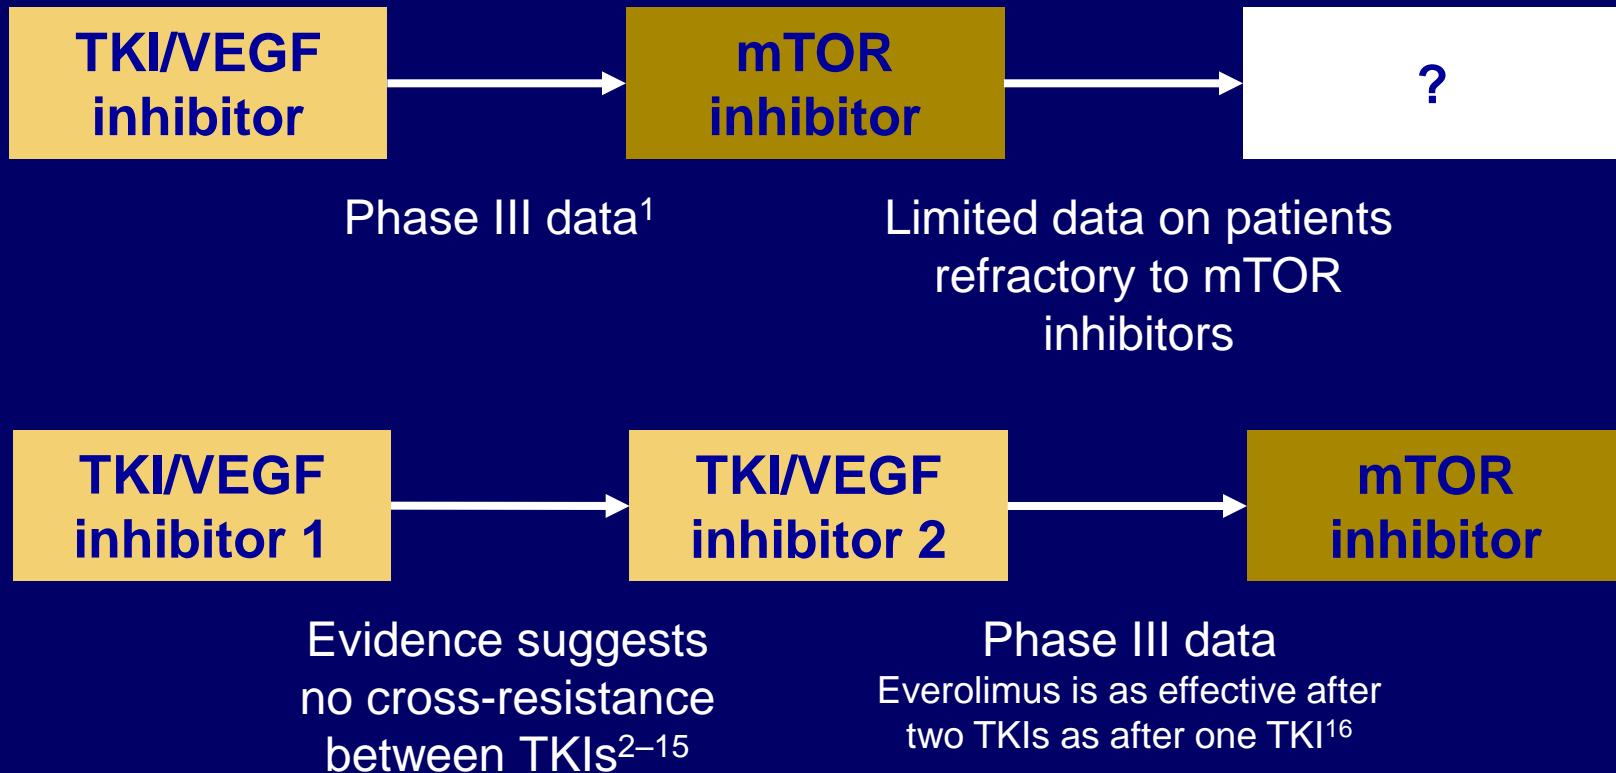 TKI/VEGF
inhibitor
mTOR
inhibitor
?
Phase III data¹
Limited data on patients
refractory to mTOR
inhibitors
TKI/VEGF
inhibitor 1
TKI/VEGF
inhibitor 2
mTOR
inhibitor
Evidence suggests
no cross-resistance
between TKIs²⁻¹⁵
Phase III data
Everolimus is as effective after
two TKIs as after one TKI¹⁶